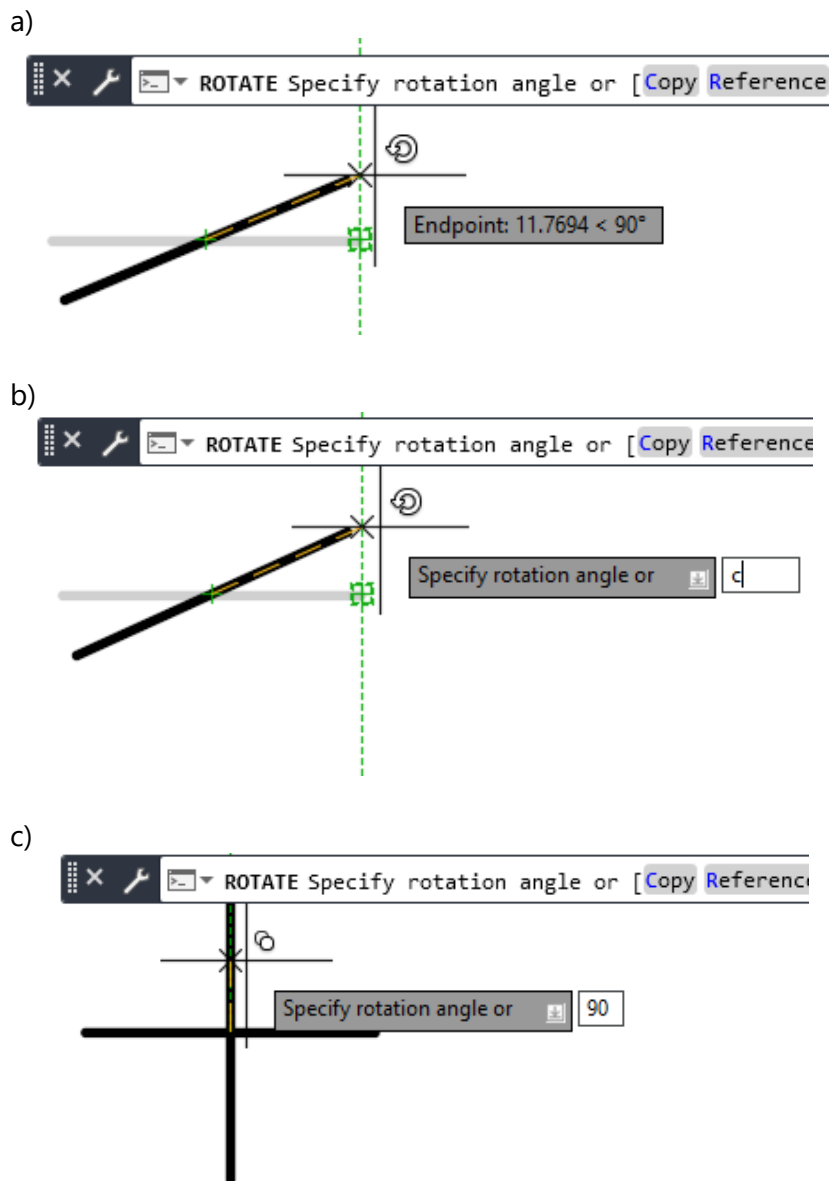 a)
ROTATE Specify rotation angle or [Copy Reference
Endpoint: 11.7694 < 90°
b)
ROTATE Specify rotation angle or [Copy Reference
Specify rotation angle or c
c)
ROTATE Specify rotation angle or [Copy Reference
Specify rotation angle or 90